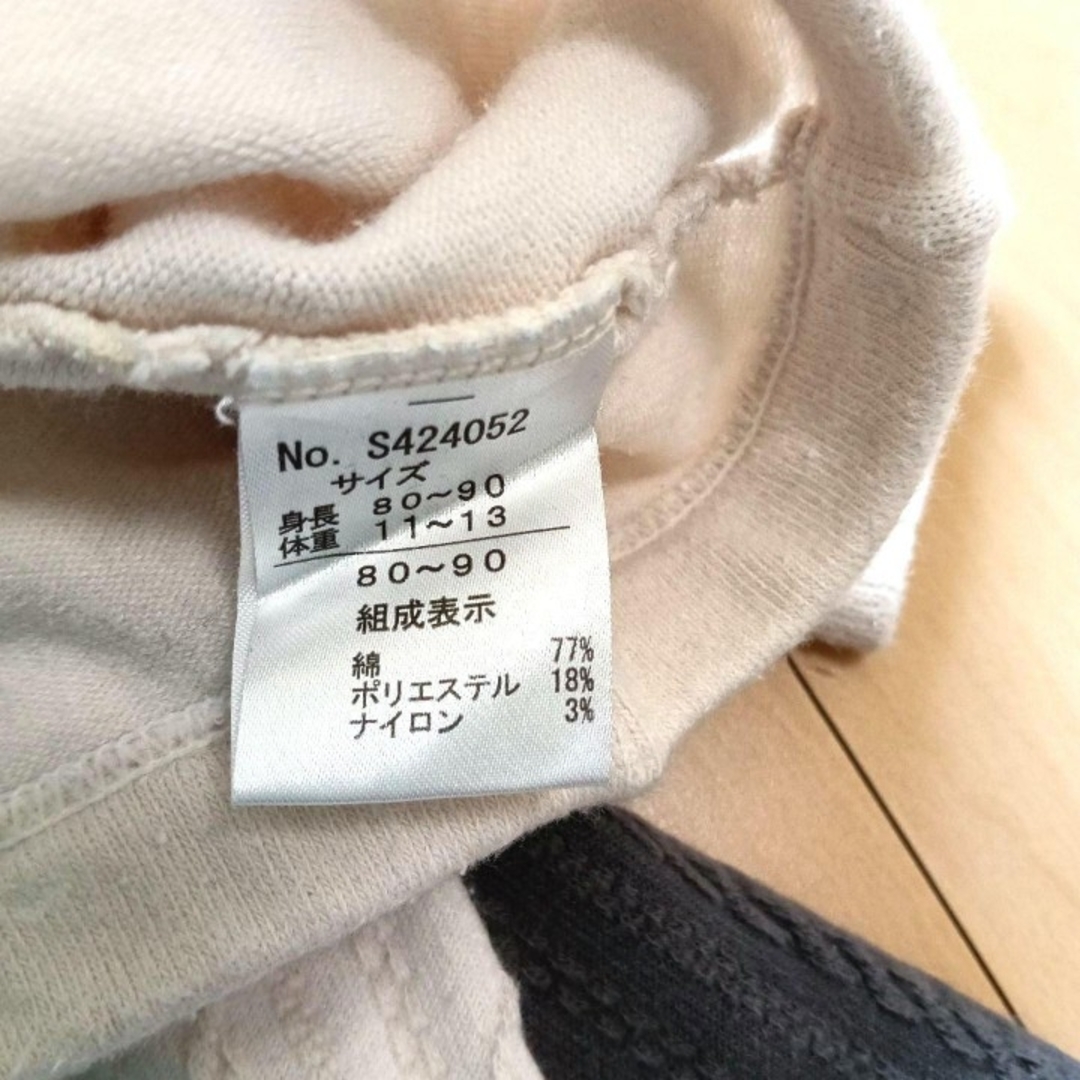 No. S424052
サイズ
身長 80～90
体重 11～13
80～90
組成表示
綿 77%
ポリエステル 18%
ナイロン 3%